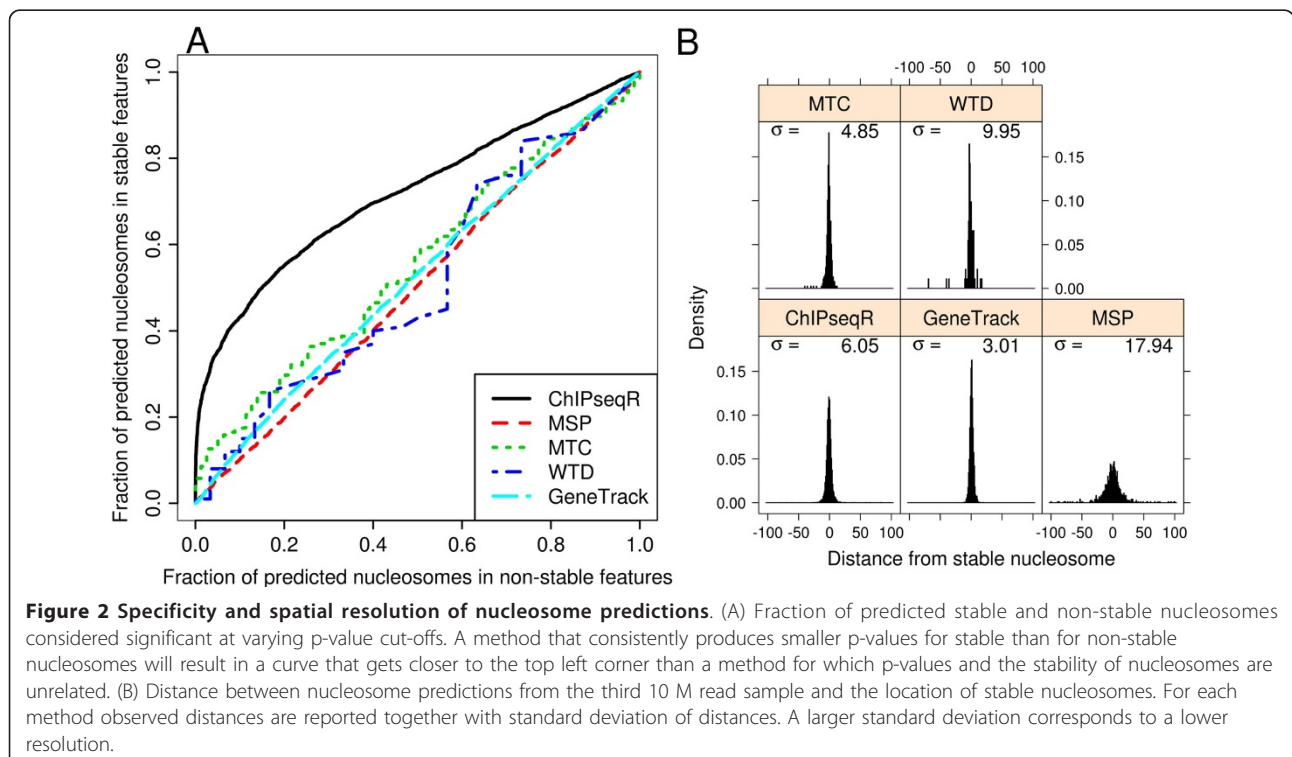 A
Fraction of predicted nucleosomes in stable features
1.0
0.8
0.6
0.4
0.2
0.0
ChIPseqR
MSP
MTC
WTD
GeneTrack
0.0 0.2 0.4 0.6 0.8 1.0
Fraction of predicted nucleosomes in non-stable features
B
-100 -50 0 50 100
MTC WTD
σ = 4.85 σ = 9.95
0.15
0.10
0.05
0.00
Density
ChIPseqR GeneTrack MSP
σ = 6.05 σ = 3.01 σ = 17.94
0.15
0.10
0.05
0.00
-100 -50 0 50 100 -100 -50 0 50 100
Distance from stable nucleosome
Figure 2 Specificity and spatial resolution of nucleosome predictions. (A) Fraction of predicted stable and non-stable nucleosomes
considered significant at varying p-value cut-offs. A method that consistently produces smaller p-values for stable than for non-stable
nucleosomes will result in a curve that gets closer to the top left corner than a method for which p-values and the stability of nucleosomes are
unrelated. (B) Distance between nucleosome predictions from the third 10 M read sample and the location of stable nucleosomes. For each
method observed distances are reported together with standard deviation of distances. A larger standard deviation corresponds to a lower
resolution.